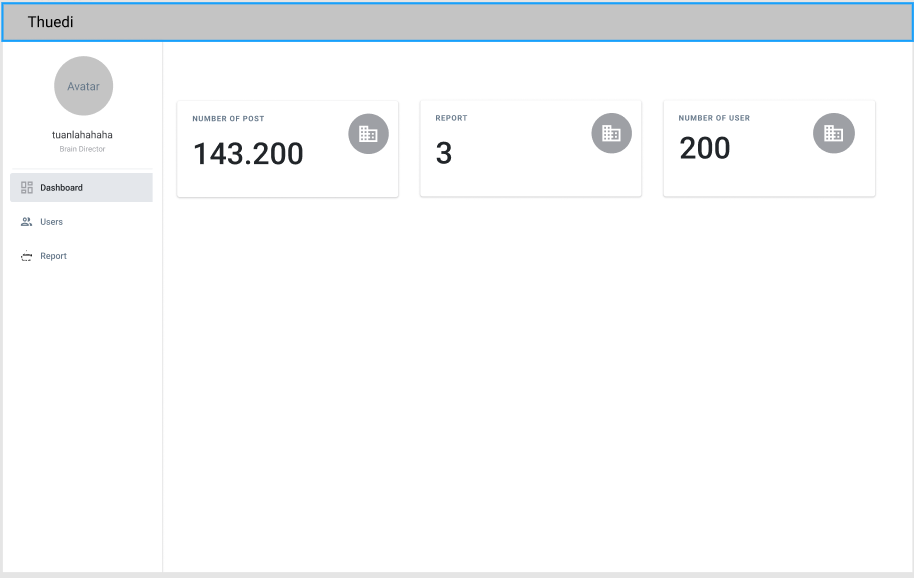 Thuedi
Avatar
tuanlahahaha
Brain Director
Dashboard
Users
Report
NUMBER OF POST
143.200
REPORT
3
NUMBER OF USER
200